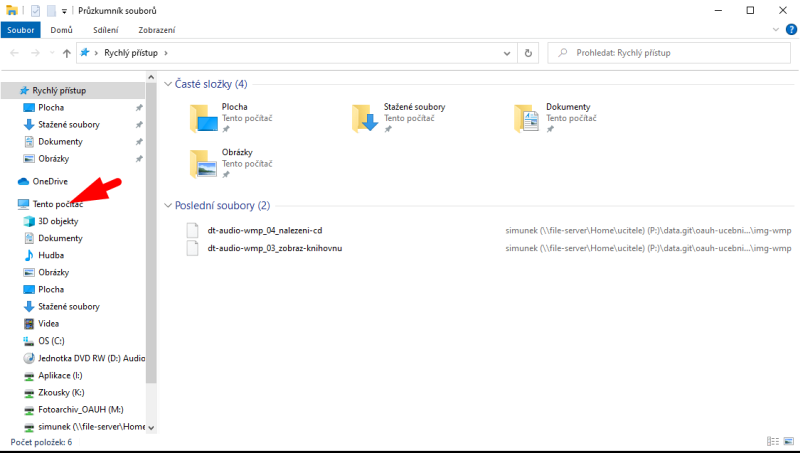 Průzkumník souborů
Soubor Domů Sdílení Zobrazení
Rychlý přístup
Prohledat: Rychlý přístup
Rychlý přístup
Plocha
Stažené soubory
Dokumenty
Obrázky
OneDrive
Tento počítač
3D objekty
Dokumenty
Hudba
Obrázky
Plocha
Stažené soubory
Videa
OS (C:)
Jednotka DVD RW (D:) Audio
Aplikace (I:)
Zkousky (K:)
Fotoarchiv_OAUH (M:)
simunek (\\file-server\Home
Časté složky (4)
Plocha
Tento počítač
Stažené soubory
Tento počítač
Dokumenty
Tento počítač
Obrázky
Tento počítač
Poslední soubory (2)
dt-audio-wmp_04_nalezeni-cd simunek (\\file-server\Home\ucitele) (P:)\data.git\oauh-ucebni...\img-wmp
dt-audio-wmp_03_zobraz-knihovnu simunek (\\file-server\Home\ucitele) (P:)\data.git\oauh-ucebni...\img-wmp
Počet položek: 6